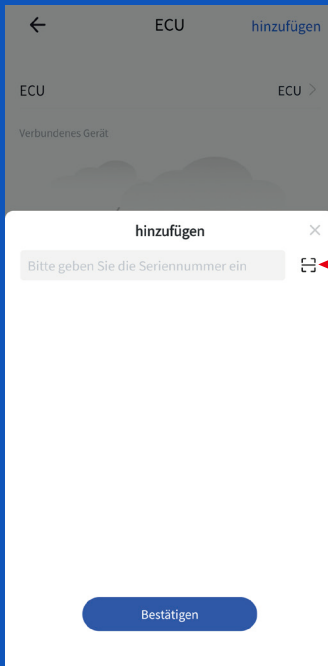 ECU hinzufügen
ECU ECU
Verbundenes Gerät
hinzufügen
Bitte geben Sie die Seriennummer ein
Bestätigen